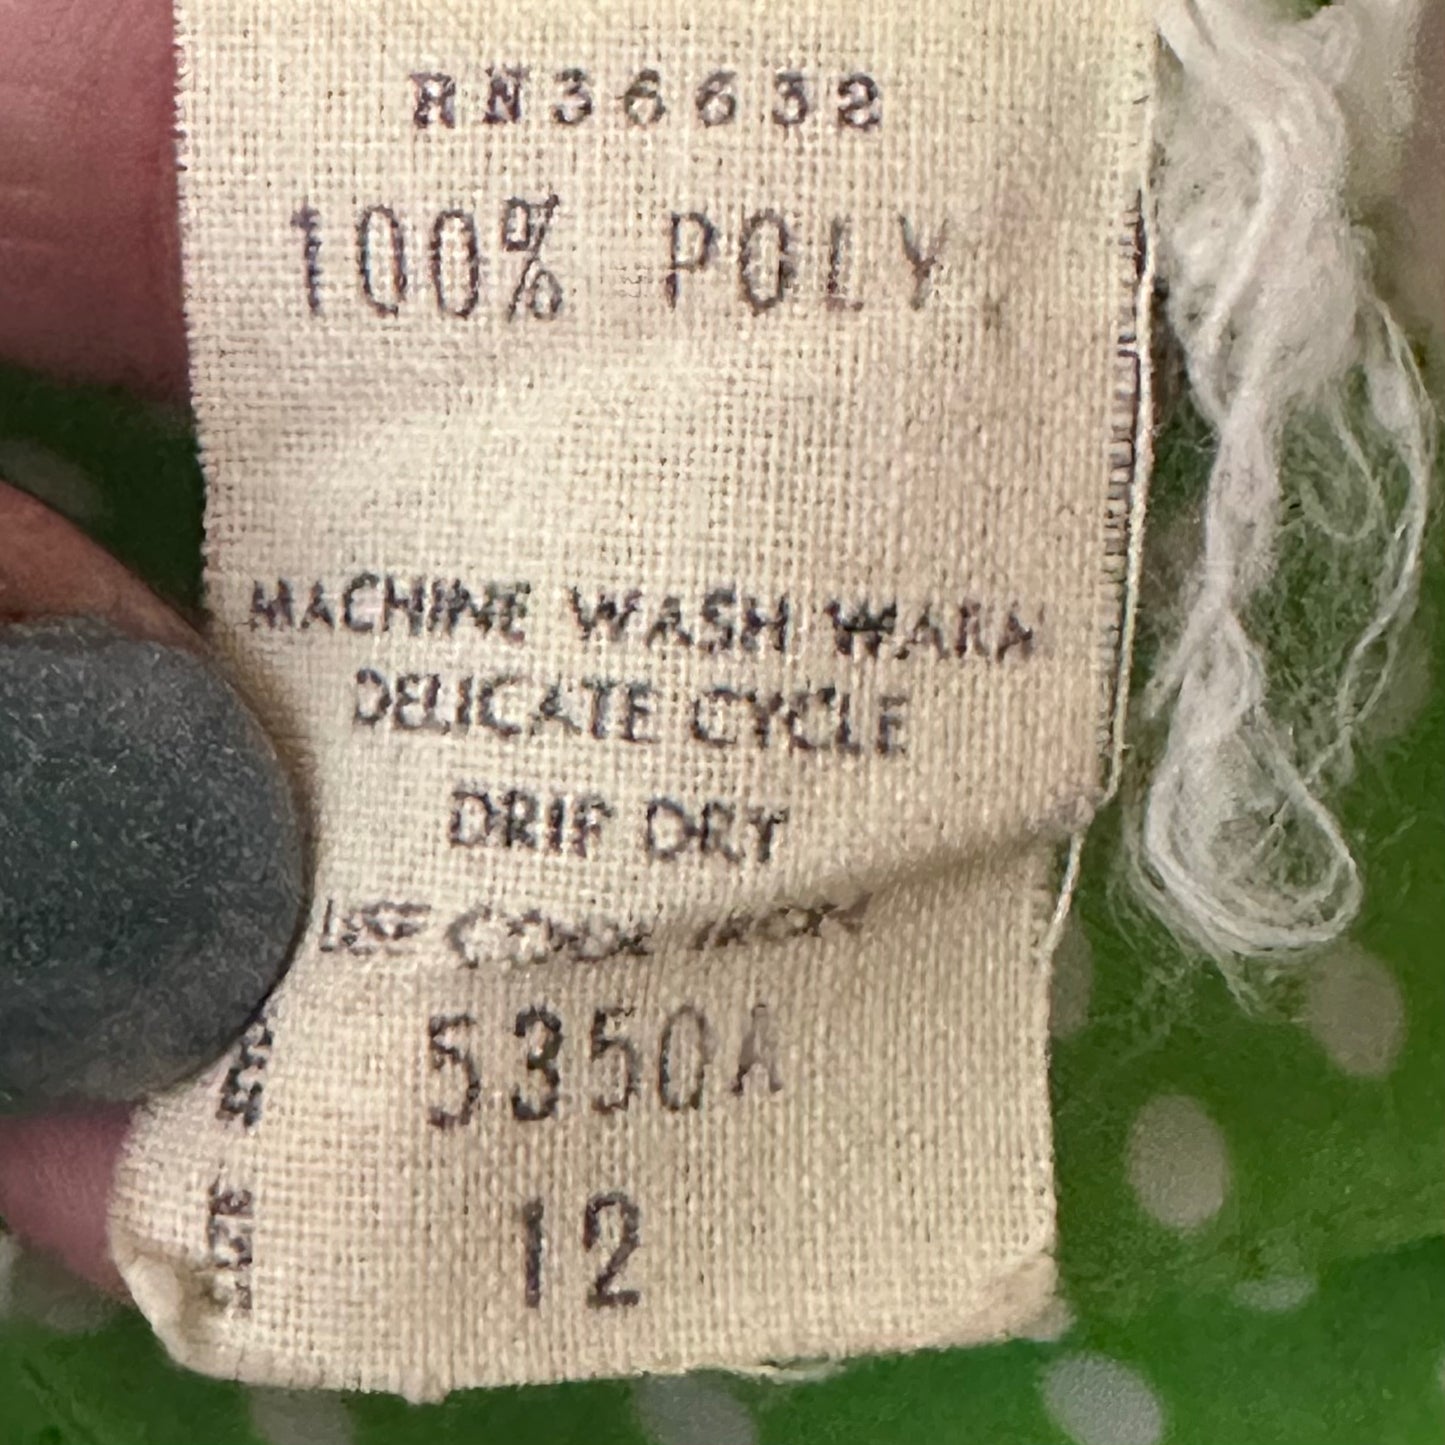 RN36632
100% POLY
MACHINE WASH WARM
DELICATE CYCLE
DRIP DRY
USE COOL IRON
5350A
12